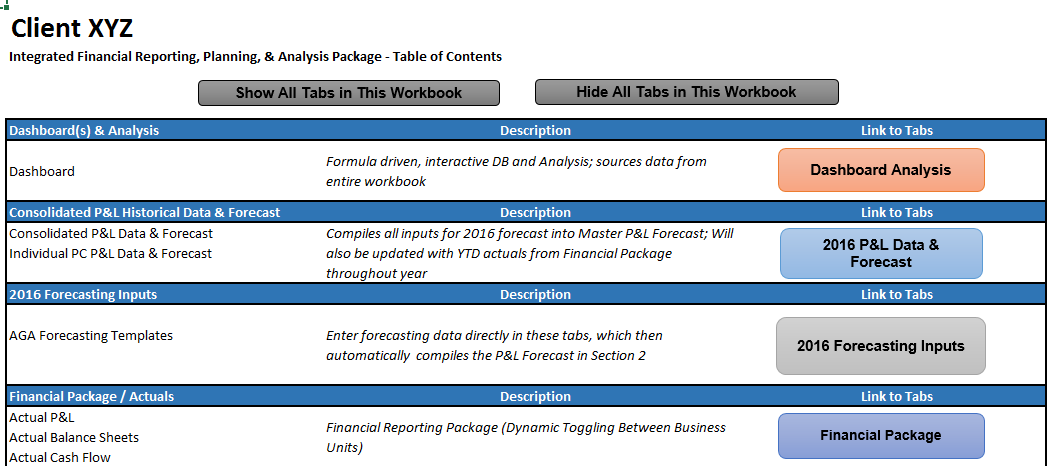 Client XYZ
Integrated Financial Reporting, Planning, & Analysis Package - Table of Contents
Show All Tabs in This Workbook
Hide All Tabs in This Workbook
Dashboard(s) & Analysis Description Link to Tabs
Dashboard
Formula driven, interactive DB and Analysis; sources data from
entire workbook
Dashboard Analysis
Consolidated P&L Historical Data & Forecast Description Link to Tabs
Consolidated P&L Data & Forecast
Individual PC P&L Data & Forecast
Compiles all inputs for 2016 forecast into Master P&L Forecast; Will
also be updated with YTD actuals from Financial Package
throughout year
2016 P&L Data &
Forecast
2016 Forecasting Inputs Description Link to Tabs
AGA Forecasting Templates
Enter forecasting data directly in these tabs, which then
automatically compiles the P&L Forecast in Section 2
2016 Forecasting Inputs
Financial Package / Actuals Description Link to Tabs
Actual P&L
Actual Balance Sheets
Actual Cash Flow
Financial Reporting Package (Dynamic Toggling Between Business
Units)
Financial Package